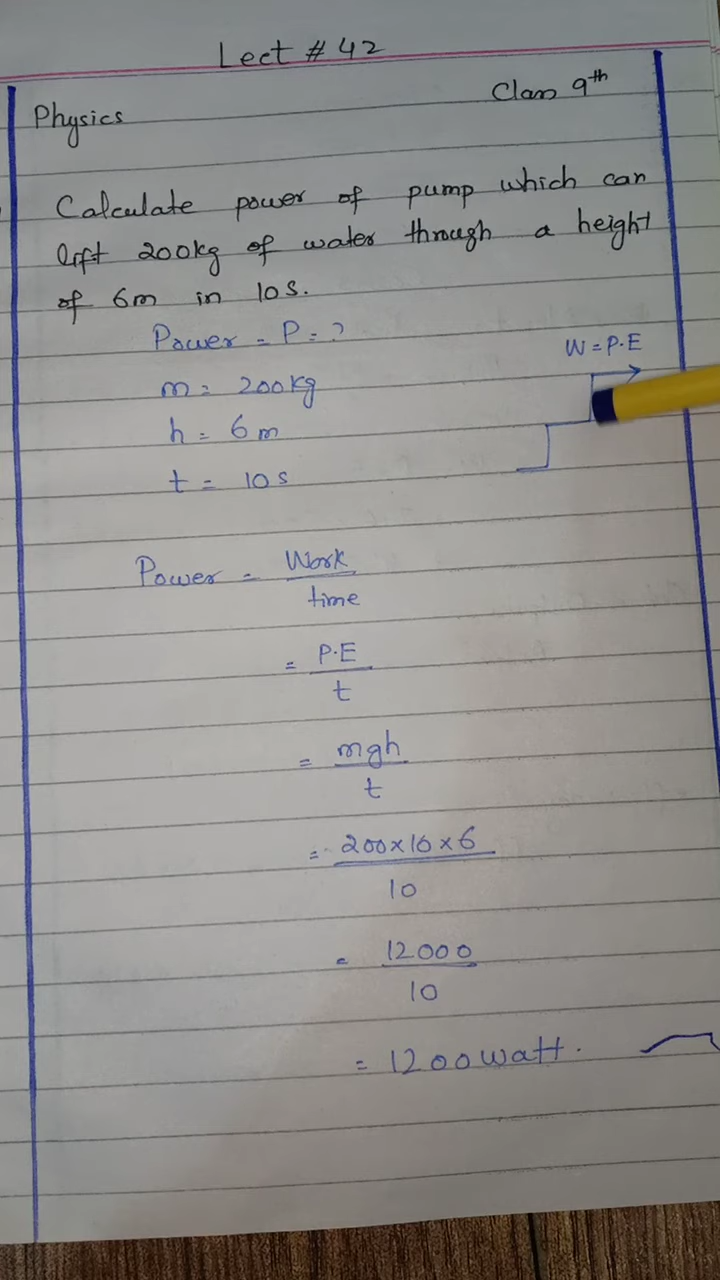 Lect # 42
Physics
Class 9th
Calculate power of pump which can
lift 200kg of water through a height
of 6m in 10s.
Power = P = ?
W = P.E
m = 200kg
h = 6m
t = 10s
Power = Work
time
= P.E
t
= mgh
t
= 200 × 10 × 6
10
= 12000
10
= 1200 watt.